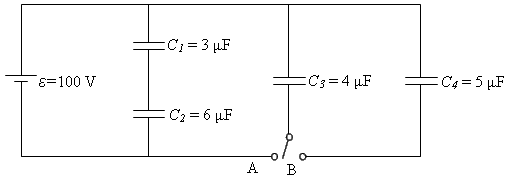 C₁ = 3 μF
ε=100 V
C₃ = 4 μF
C₄ = 5 μF
C₂ = 6 μF
A
B